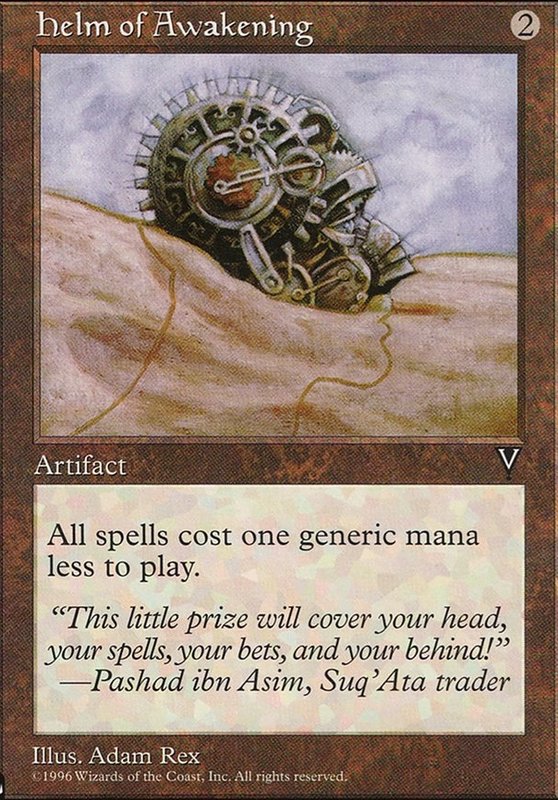 Helm of Awakening
2
Artifact
All spells cost one generic mana
less to play.
“This little prize will cover your head,
your spells, your bets, and your behind!”
—Pashad ibn Asim, Suq’Ata trader
Illus. Adam Rex
©1996 Wizards of the Coast, Inc. All rights reserved.